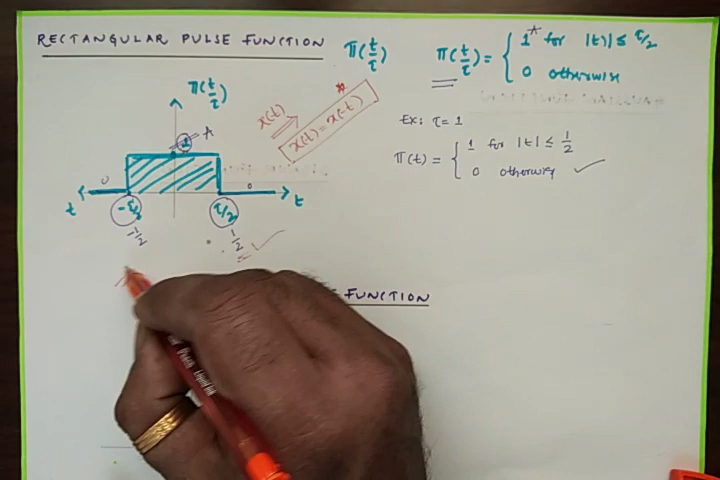 RECTANGULAR PULSE FUNCTION π(t/τ)
π(t/τ) = { 1 A for |t| ≤ τ/2
0 otherwise
π(t/τ)
x(t)
x(t) = x(-t)
1 A
0 0
t -τ/2 τ/2 t
-1/2 1/2
Ex: τ = 1
π(t) = { 1 for |t| ≤ 1/2
0 otherwise
FUNCTION